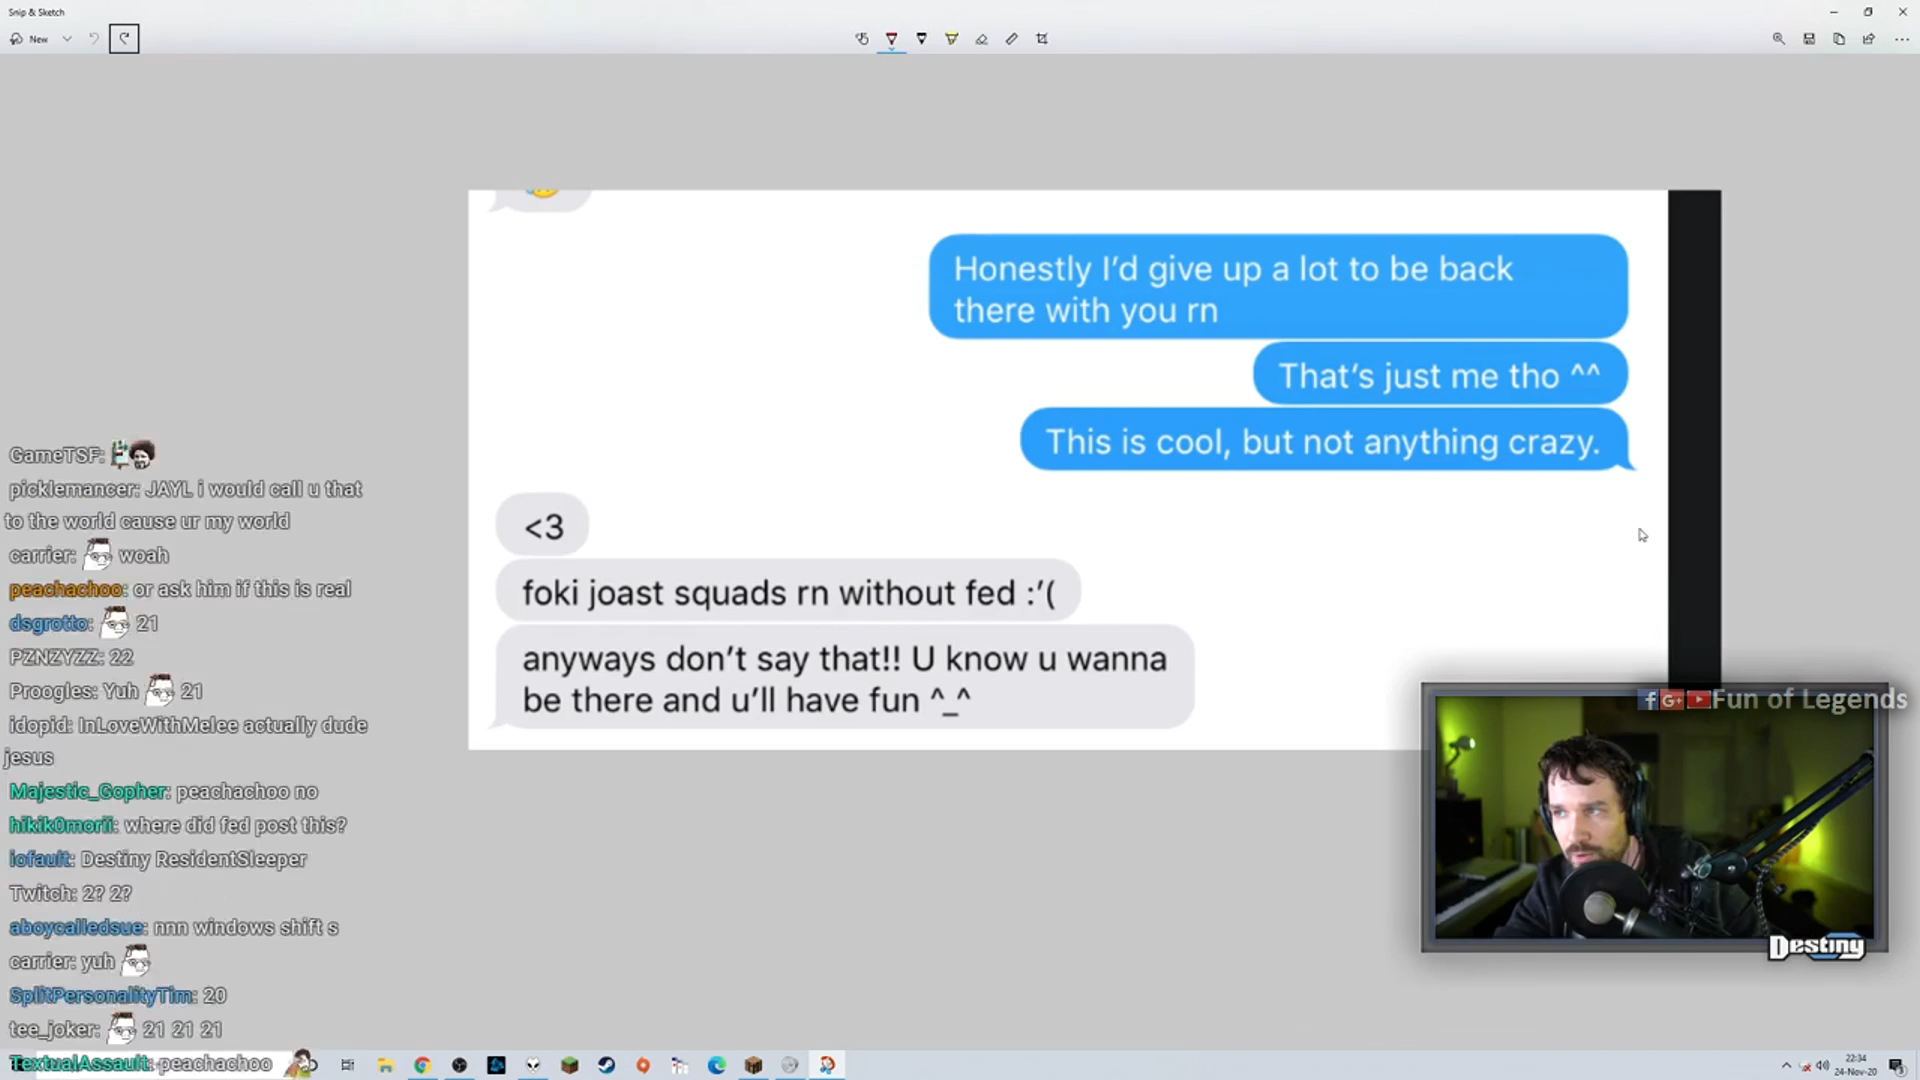 Snip & Sketch
New
Honestly I'd give up a lot to be back
there with you rn
That's just me tho ^^
This is cool, but not anything crazy.
<3
foki joast squads rn without fed :'(
anyways don't say that!! U know u wanna
be there and u'll have fun ^_^
GameTSF:
picklemancer: JAYL i would call u that
to the world cause ur my world
carrier: woah
peachachoo: or ask him if this is real
dsgrotto: 21
PZNZYZZ: 22
Proogles: Yuh 21
idopid: InLoveWithMelee actually dude
jesus
Majestic_Gopher: peachachoo no
hikik0morii: where did fed post this?
iofault: Destiny ResidentSleeper
Twitch: 2? 2?
aboycalledsue: nnn windows shift s
carrier: yuh
SplitPersonalityTim: 20
tee_joker: 21 21 21
TextualAssault: peachachoo
Fun of Legends
Destiny
22:34
24-Nov-20